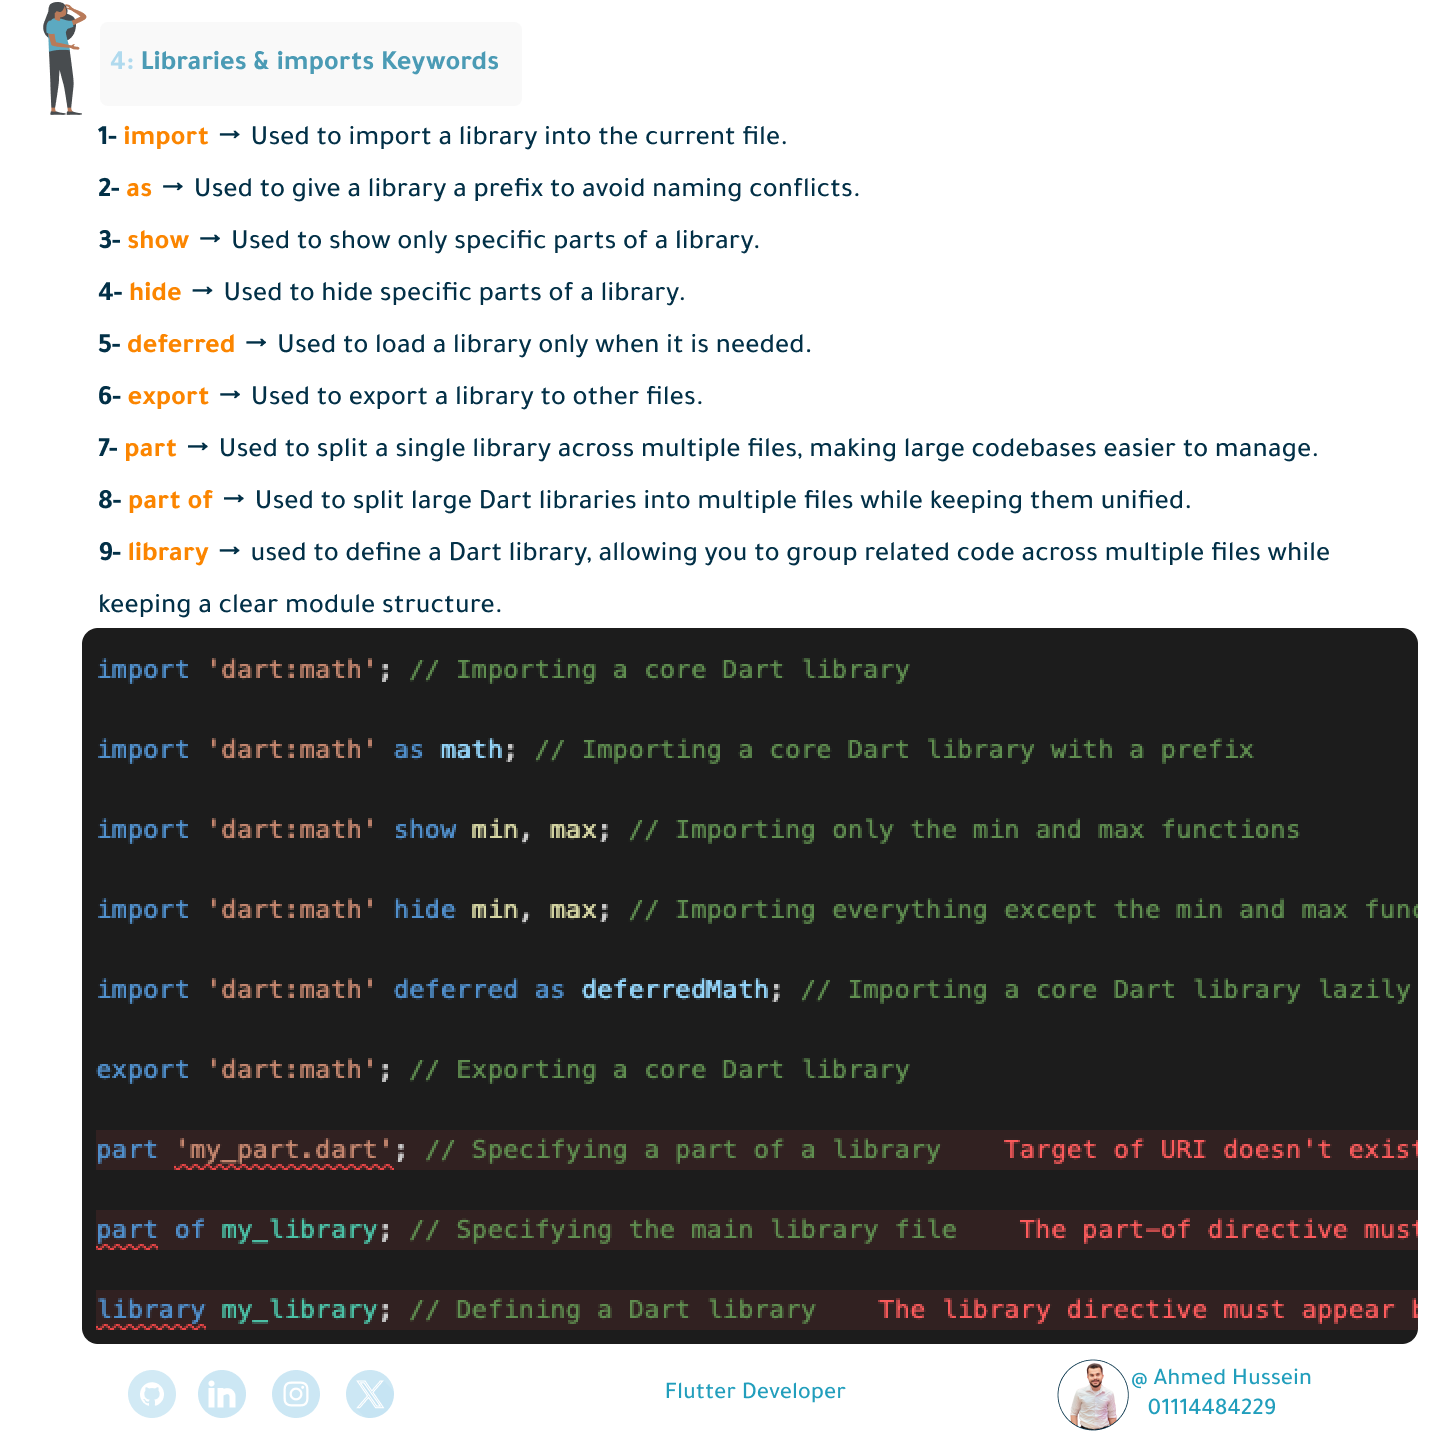 4: Libraries & imports Keywords
1- import → Used to import a library into the current file.
2- as → Used to give a library a prefix to avoid naming conflicts.
3- show → Used to show only specific parts of a library.
4- hide → Used to hide specific parts of a library.
5- deferred → Used to load a library only when it is needed.
6- export → Used to export a library to other files.
7- part → Used to split a single library across multiple files, making large codebases easier to manage.
8- part of → Used to split large Dart libraries into multiple files while keeping them unified.
9- library → used to define a Dart library, allowing you to group related code across multiple files while
keeping a clear module structure.
import 'dart:math'; // Importing a core Dart library
import 'dart:math' as math; // Importing a core Dart library with a prefix
import 'dart:math' show min, max; // Importing only the min and max functions
import 'dart:math' hide min, max; // Importing everything except the min and max func
import 'dart:math' deferred as deferredMath; // Importing a core Dart library lazily
export 'dart:math'; // Exporting a core Dart library
part 'my_part.dart'; // Specifying a part of a library Target of URI doesn't exist
part of my_library; // Specifying the main library file The part-of directive must
library my_library; // Defining a Dart library The library directive must appear b
Flutter Developer
@ Ahmed Hussein
01114484229